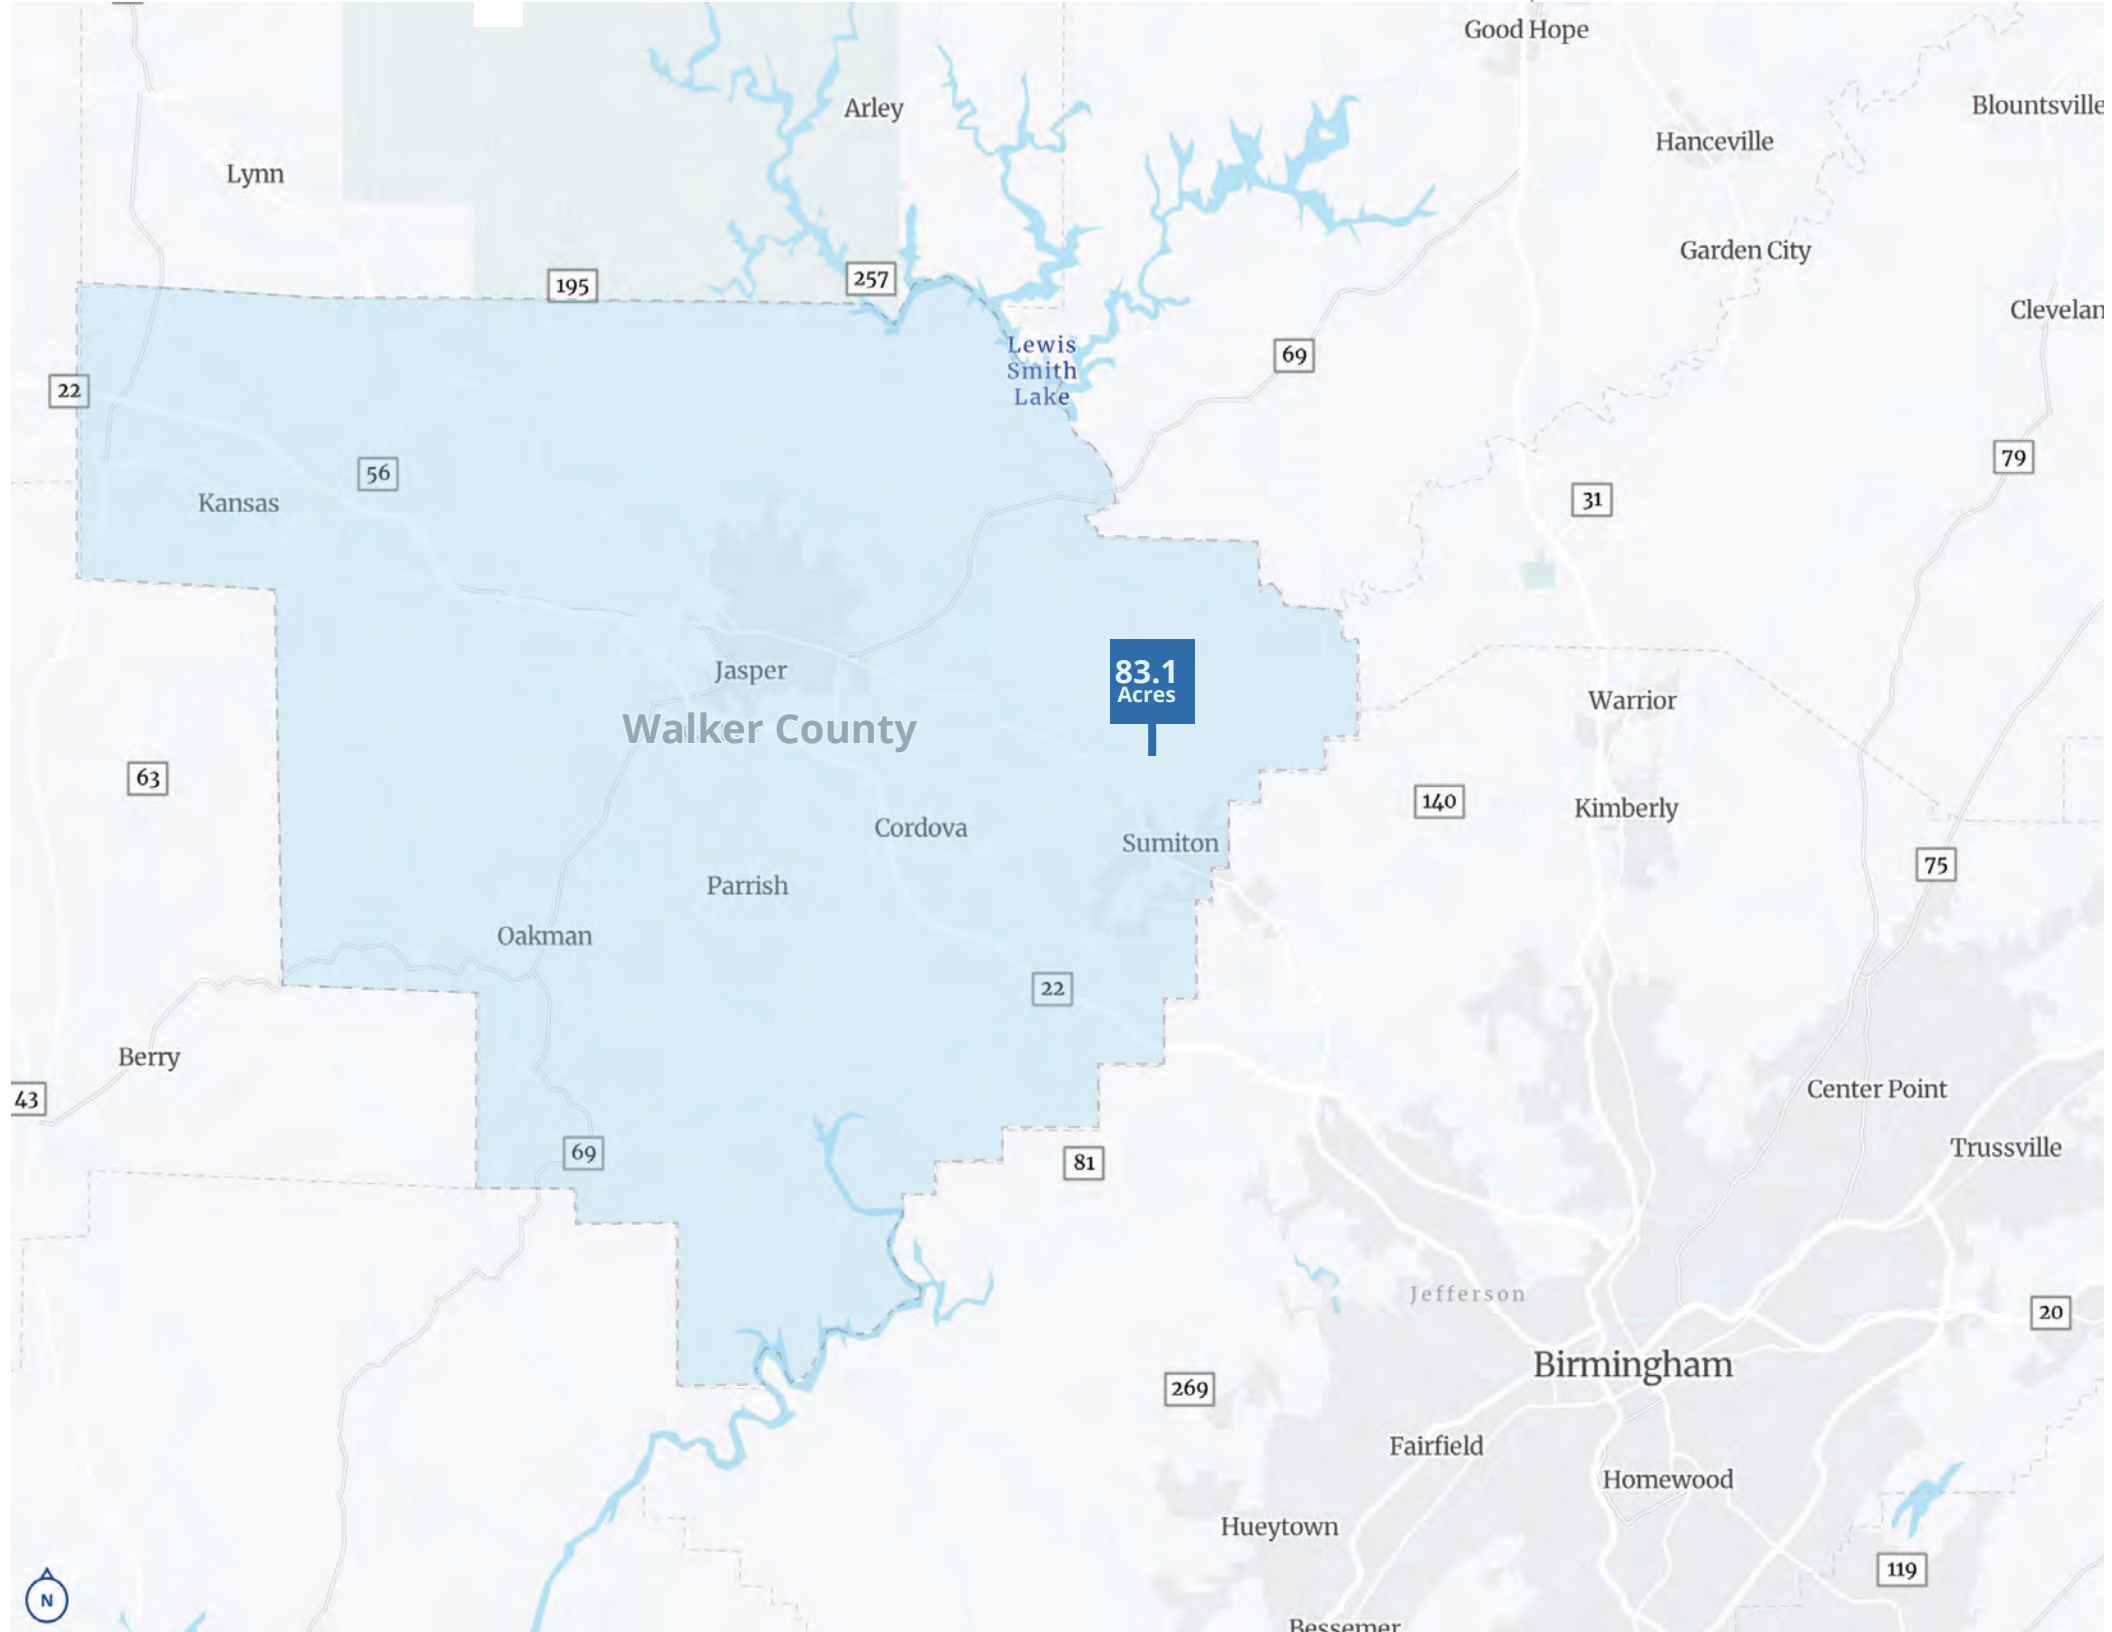 Good Hope
Arley
Blountsville
Hanceville
Lynn
Garden City
257
195
Clevelan
Lewis
Smith
Lake
69
22
56
79
Kansas
31
83.1
Acres
Jasper
Warrior
Walker County
63
140
Kimberly
Cordova
Sumiton
75
Parrish
Oakman
22
Berry
43
Center Point
Trussville
69
81
Jefferson
20
Birmingham
269
Fairfield
Homewood
Hueytown
119
N
Bessemer